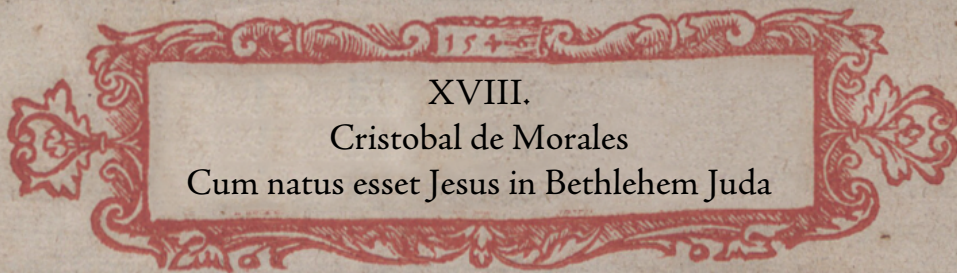 XVIII.
Cristobal de Morales
Cum natus esset Jesus in Bethlehem Juda